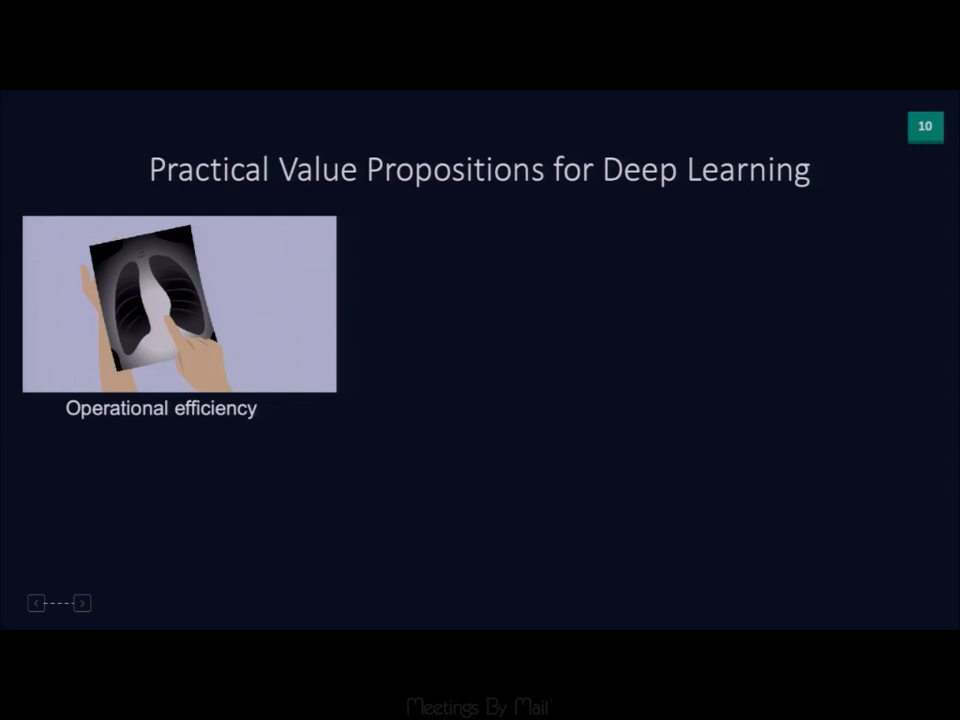 10
Practical Value Propositions for Deep Learning
Operational efficiency
Meetings By Mail